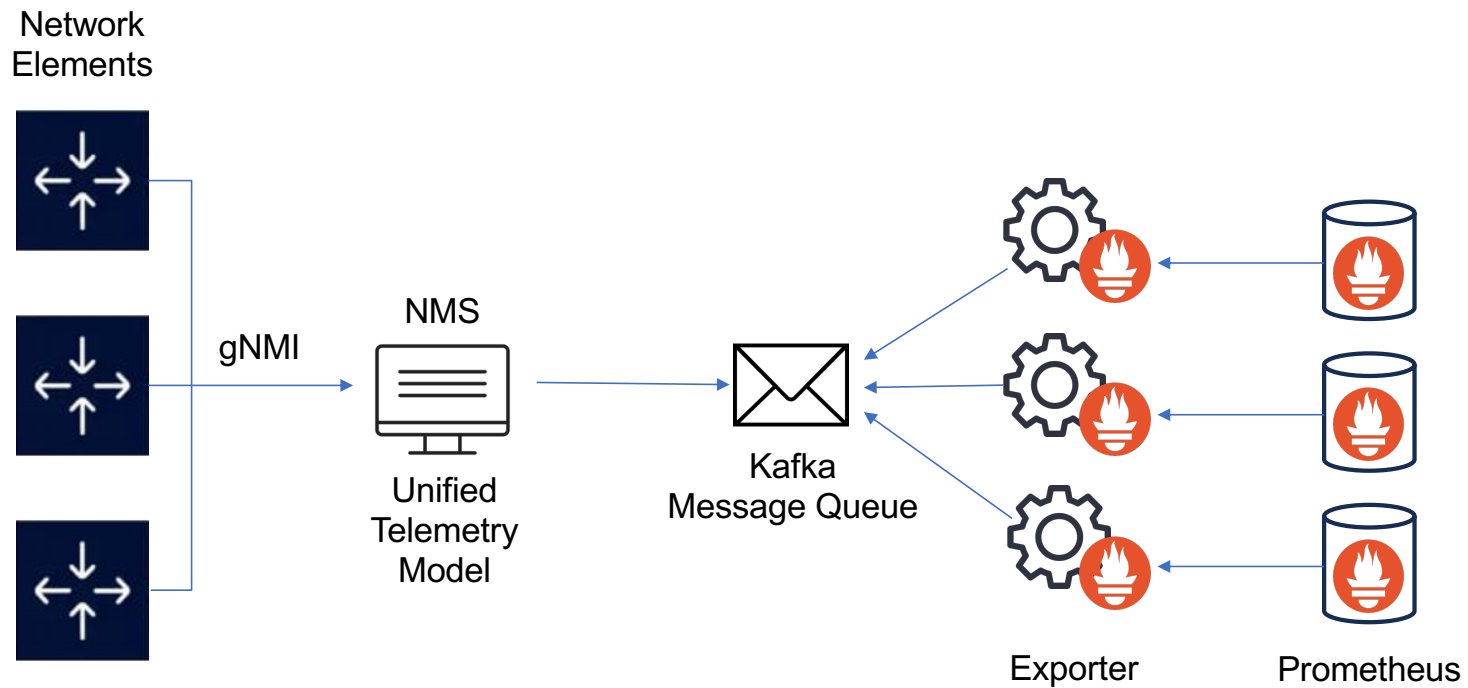 Network
Elements
gNMI
NMS
Unified
Telemetry
Model
Kafka
Message Queue
Exporter
Prometheus